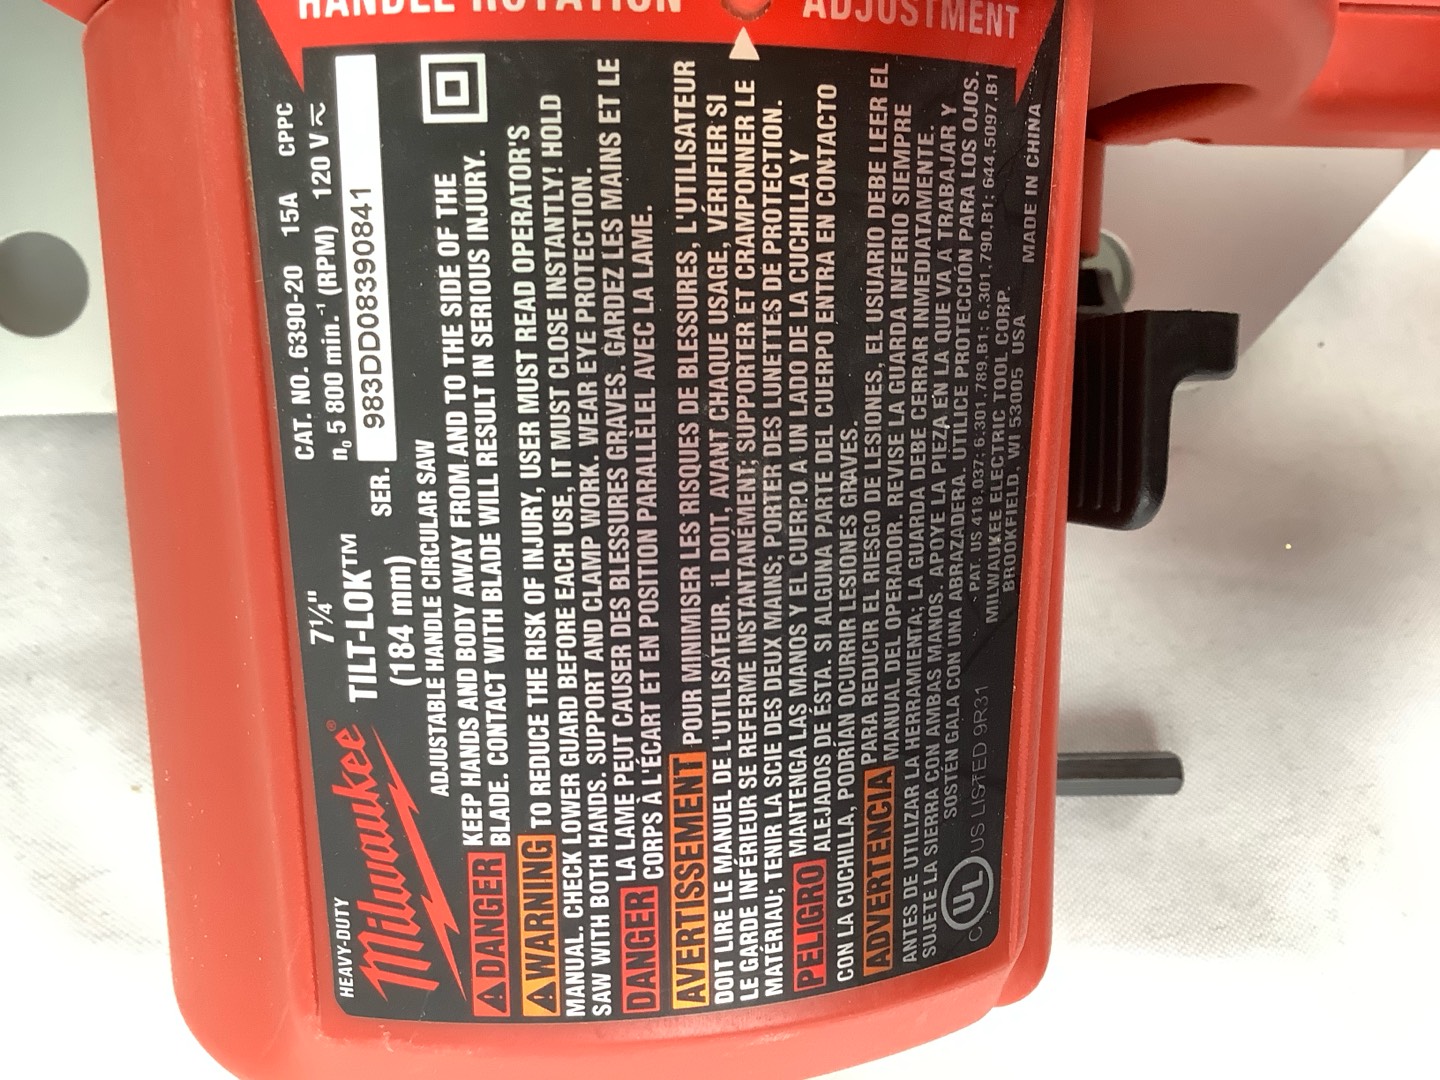 HANDLE ROTATION ADJUSTMENT
HEAVY-DUTY
Milwaukee®
7¼"
TILT-LOK™
(184 mm)
CAT. NO. 6390-20 15A CPPC
n₀ 5 800 min.⁻¹ (RPM) 120 V
SER. 983DD08390841
ADJUSTABLE HANDLE CIRCULAR SAW
DANGER KEEP HANDS AND BODY AWAY FROM AND TO THE SIDE OF THE
BLADE. CONTACT WITH BLADE WILL RESULT IN SERIOUS INJURY.
WARNING TO REDUCE THE RISK OF INJURY, USER MUST READ OPERATOR'S
MANUAL. CHECK LOWER GUARD BEFORE EACH USE, IT MUST CLOSE INSTANTLY! HOLD
SAW WITH BOTH HANDS. SUPPORT AND CLAMP WORK. WEAR EYE PROTECTION.
DANGER LA LAME PEUT CAUSER DES BLESSURES GRAVES. GARDEZ LES MAINS ET LE
CORPS À L'ÉCART ET EN POSITION PARALLÈLEL AVEC LA LAME.
AVERTISSEMENT POUR MINIMISER LES RISQUES DE BLESSURES, L'UTILISATEUR
DOIT LIRE LE MANUEL DE L'UTILISATEUR. iL DOIT, AVANT CHAQUE USAGE, VÉRIFIER SI
LE GARDE INFÉRIEUR SE REFERME INSTANTANÉMENT; SUPPORTER ET CRAMPONNER LE
MATÉRIAU; TENIR LA SCIE DES DEUX MAINS; PORTER DES LUNETTES DE PROTECTION.
PELIGRO MANTENGA LAS MANOS Y EL CUERPO A UN LADO DE LA CUCHILLA Y
ALEJADOS DE ÉSTA. SI ALGUNA PARTE DEL CUERPO ENTRA EN CONTACTO
CON LA CUCHILLA, PODRÍAN OCURRIR LESIONES GRAVES.
ADVERTENCIA PARA REDUCIR EL RIESGO DE LESIONES, EL USUARIO DEBE LEER EL
MANUAL DEL OPERADOR. REVISE LA GUARDA INFERIO SIEMPRE
ANTES DE UTILIZAR LA HERRAMIENTA; LA GUARDA DEBE CERRAR INMEDIATAMENTE.
SUJETE LA SIERRA CON AMBAS MANOS. APOYE LA PIEZA EN LA QUE VA A TRABAJAR Y
SOSTÉNGALA CON UNA ABRAZADERA. UTILICE PROTECCIÓN PARA LOS OJOS.
C UL US LISTED 9R31
PAT. US 418,037; 6,301,789.B1; 6,301,790.B1; 644,5097.B1
MILWAUKEE ELECTRIC TOOL CORP. MADE IN CHINA
BROOKFIELD, WI 53005 USA